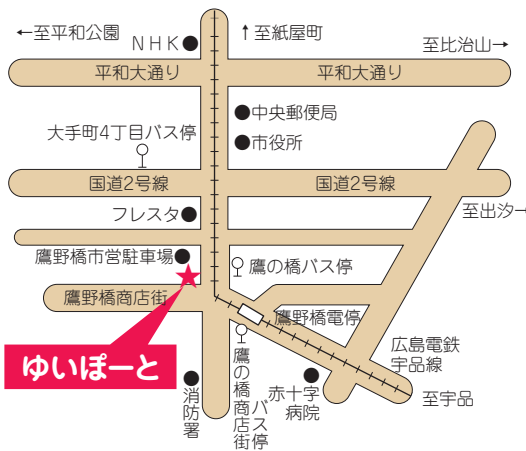 ←至平和公園
↑至紙屋町
NHK
至比治山→
平和大通り
平和大通り
中央郵便局
大手町4丁目バス停
市役所
国道2号線
国道2号線
フレスタ
至出汐→
鷹野橋市営駐車場
鷹の橋バス停
鷹野橋商店街
鷹野橋電停
広島電鉄
宇品線
ゆいぽーと
鷹の橋商店街
バス停
消防署
赤十字
病院
至宇品